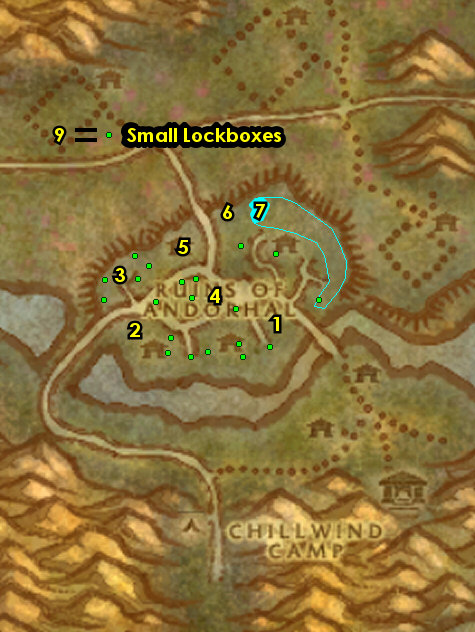 9 = Small Lockboxes
6 7
5
3
RUINS OF
4
ANDORHAL
2 1
CHILLWIND
CAMP